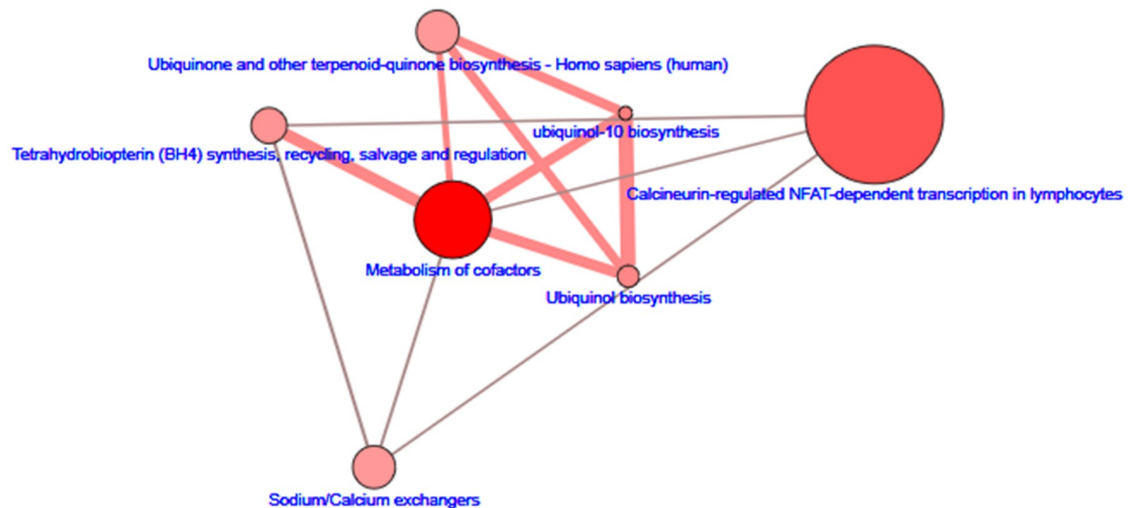 Ubiquinone and other terpenoid-quinone biosynthesis - Homo sapiens (human)
ubiquinol-10 biosynthesis
Tetrahydrobiopterin (BH4) synthesis, recycling, salvage and regulation
Calcineurin-regulated NFAT-dependent transcription in lymphocytes
Metabolism of cofactors
Ubiquinol biosynthesis
Sodium/Calcium exchangers